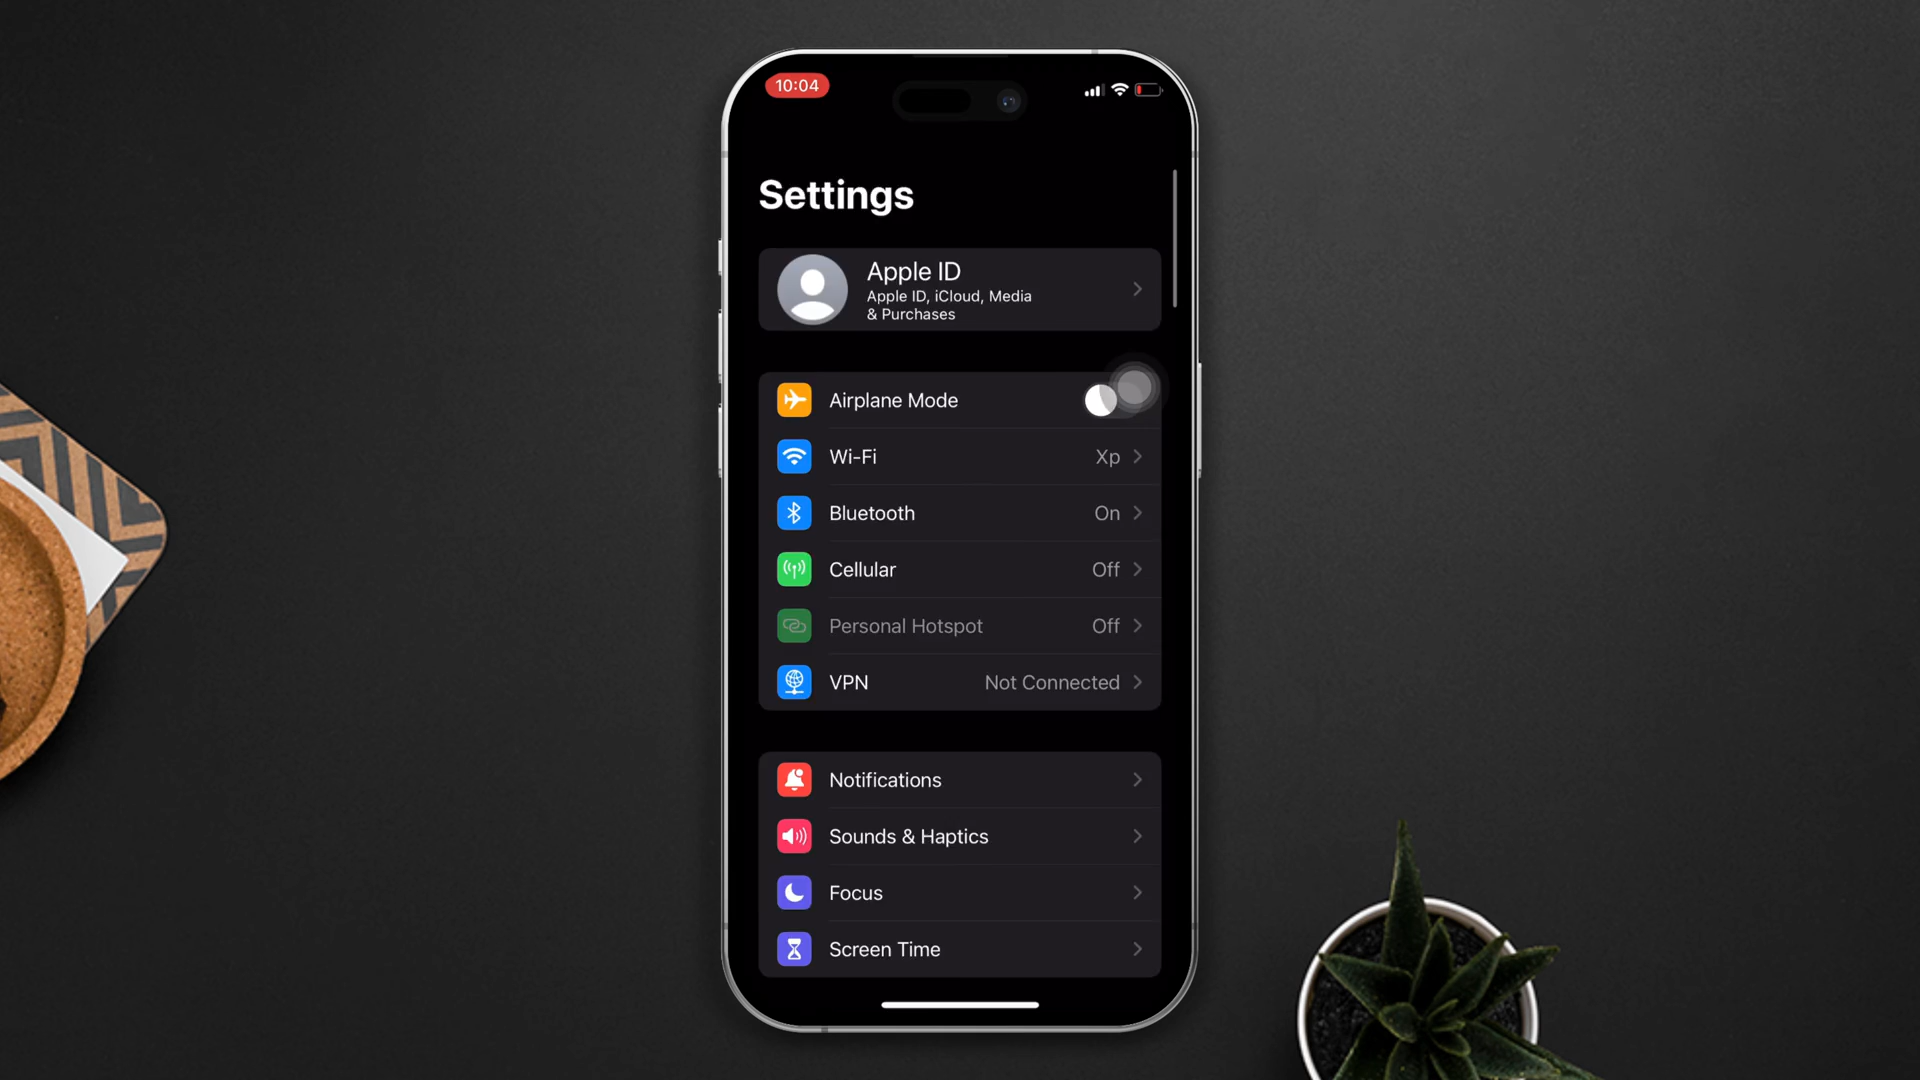 10:04
Settings
Apple ID
Apple ID, iCloud, Media
& Purchases
Airplane Mode
Wi-Fi Xp
Bluetooth On
Cellular Off
Personal Hotspot Off
VPN Not Connected
Notifications
Sounds & Haptics
Focus
Screen Time